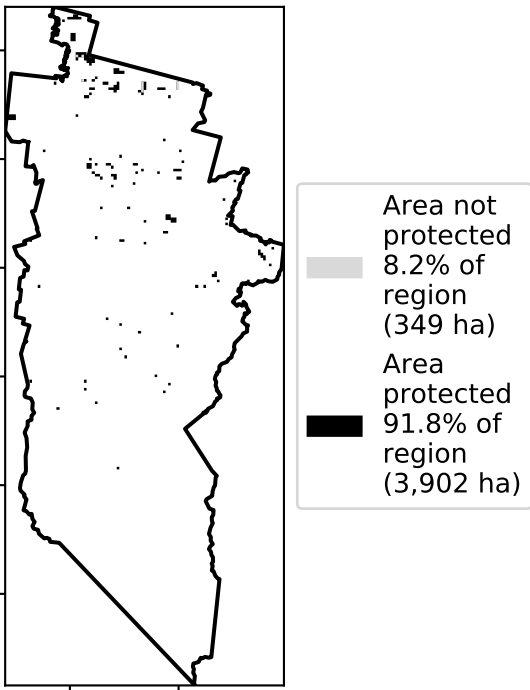 Area not
protected
8.2% of
region
(349 ha)
Area
protected
91.8% of
region
(3,902 ha)